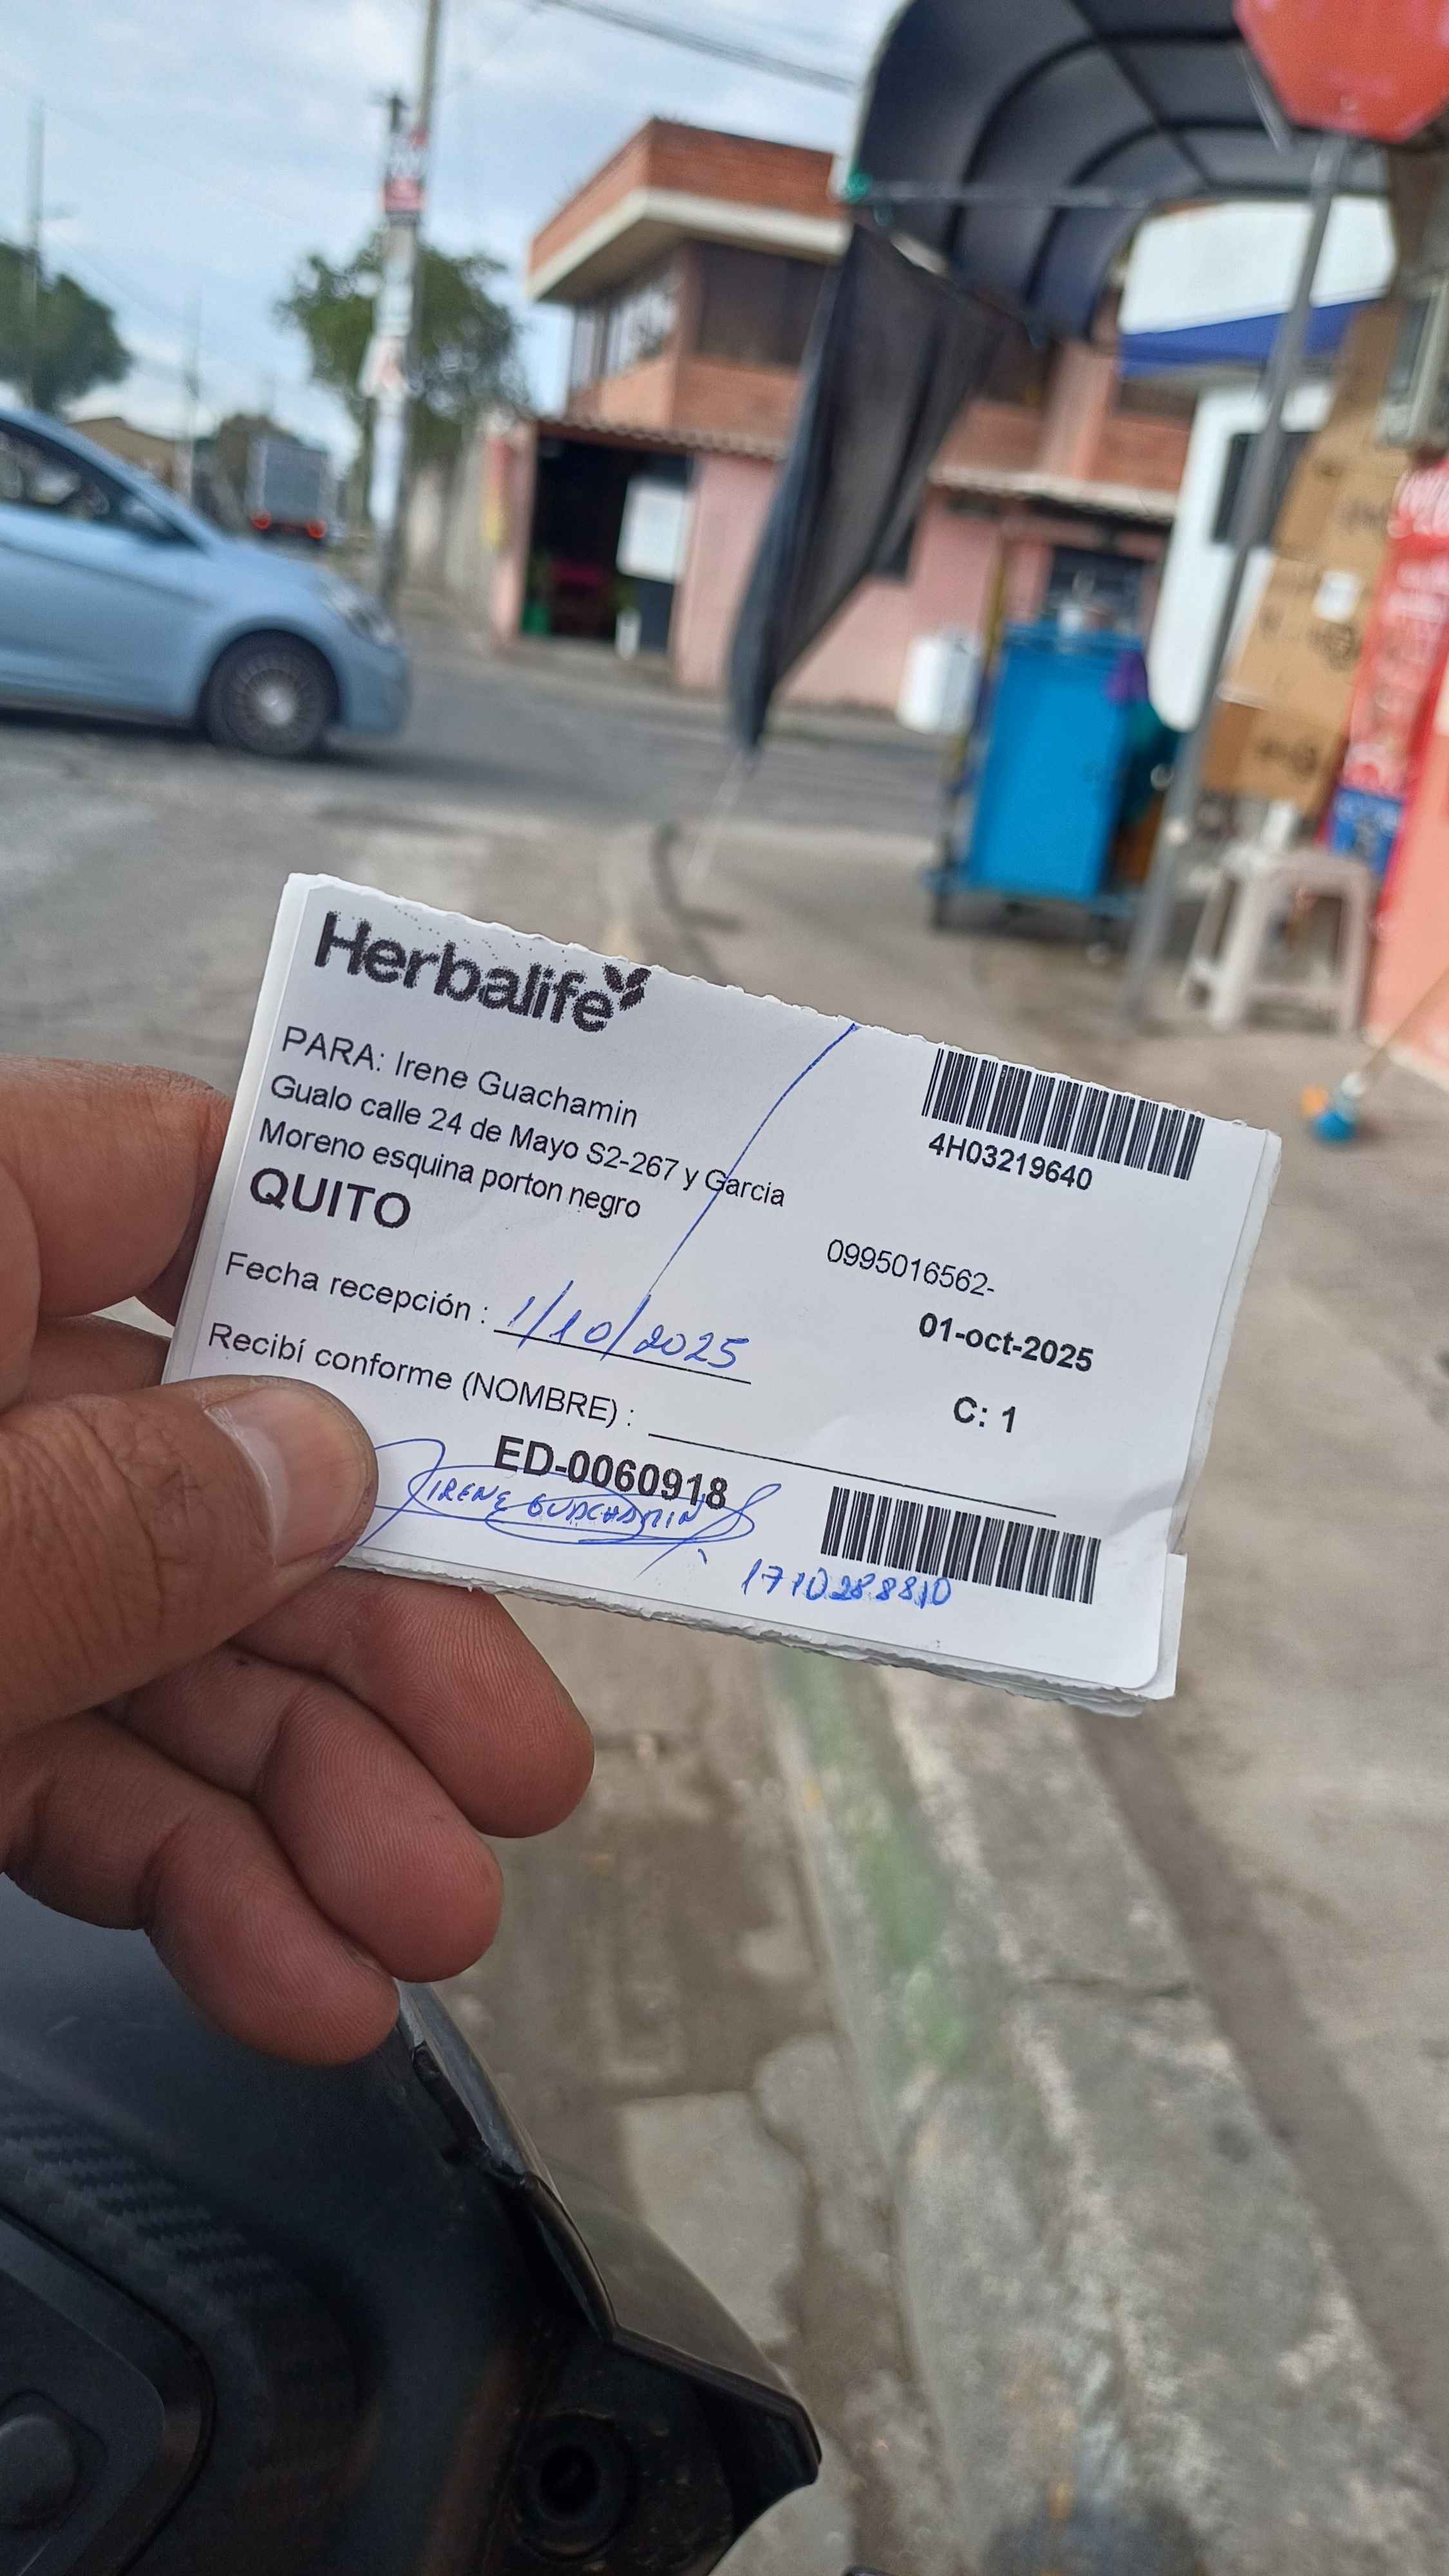 Herbalife
PARA: Irene Guachamin
Gualo calle 24 de Mayo S2-267 y Garcia
Moreno esquina porton negro
QUITO
4H03219640
0995016562-
01-oct-2025
C: 1
Fecha recepción : 1/10/2025
Recibí conforme (NOMBRE) :
ED-0060918
IRENE GUACHAMIN
1710288810